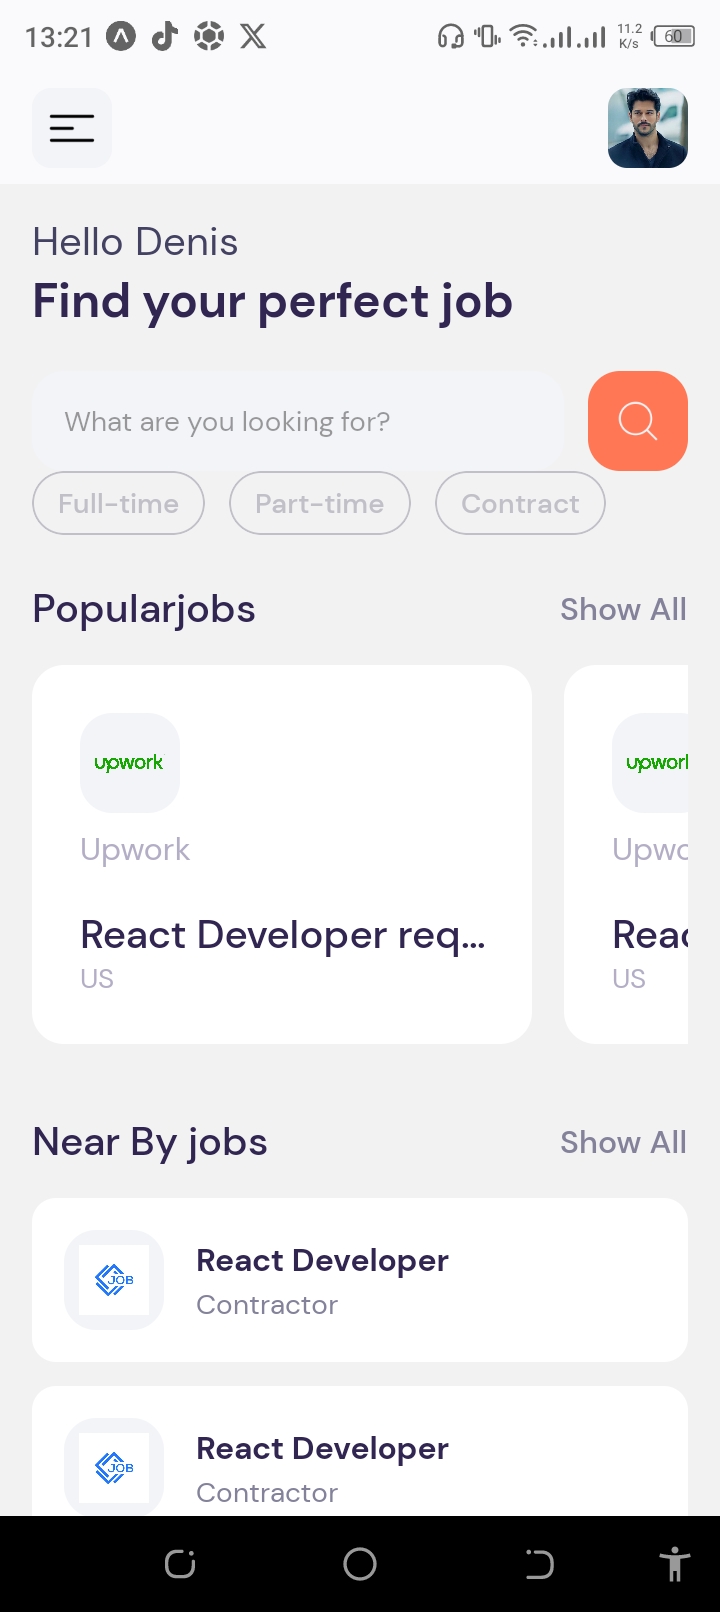 13:21
11.2
K/s
60
Hello Denis
Find your perfect job
What are you looking for?
Full-time
Part-time
Contract
Popularjobs
Show All
upwork
upwork
Upwork
Upwo
React Developer req...
Reac
US
US
Near By jobs
Show All
JOB
React Developer
Contractor
JOB
React Developer
Contractor